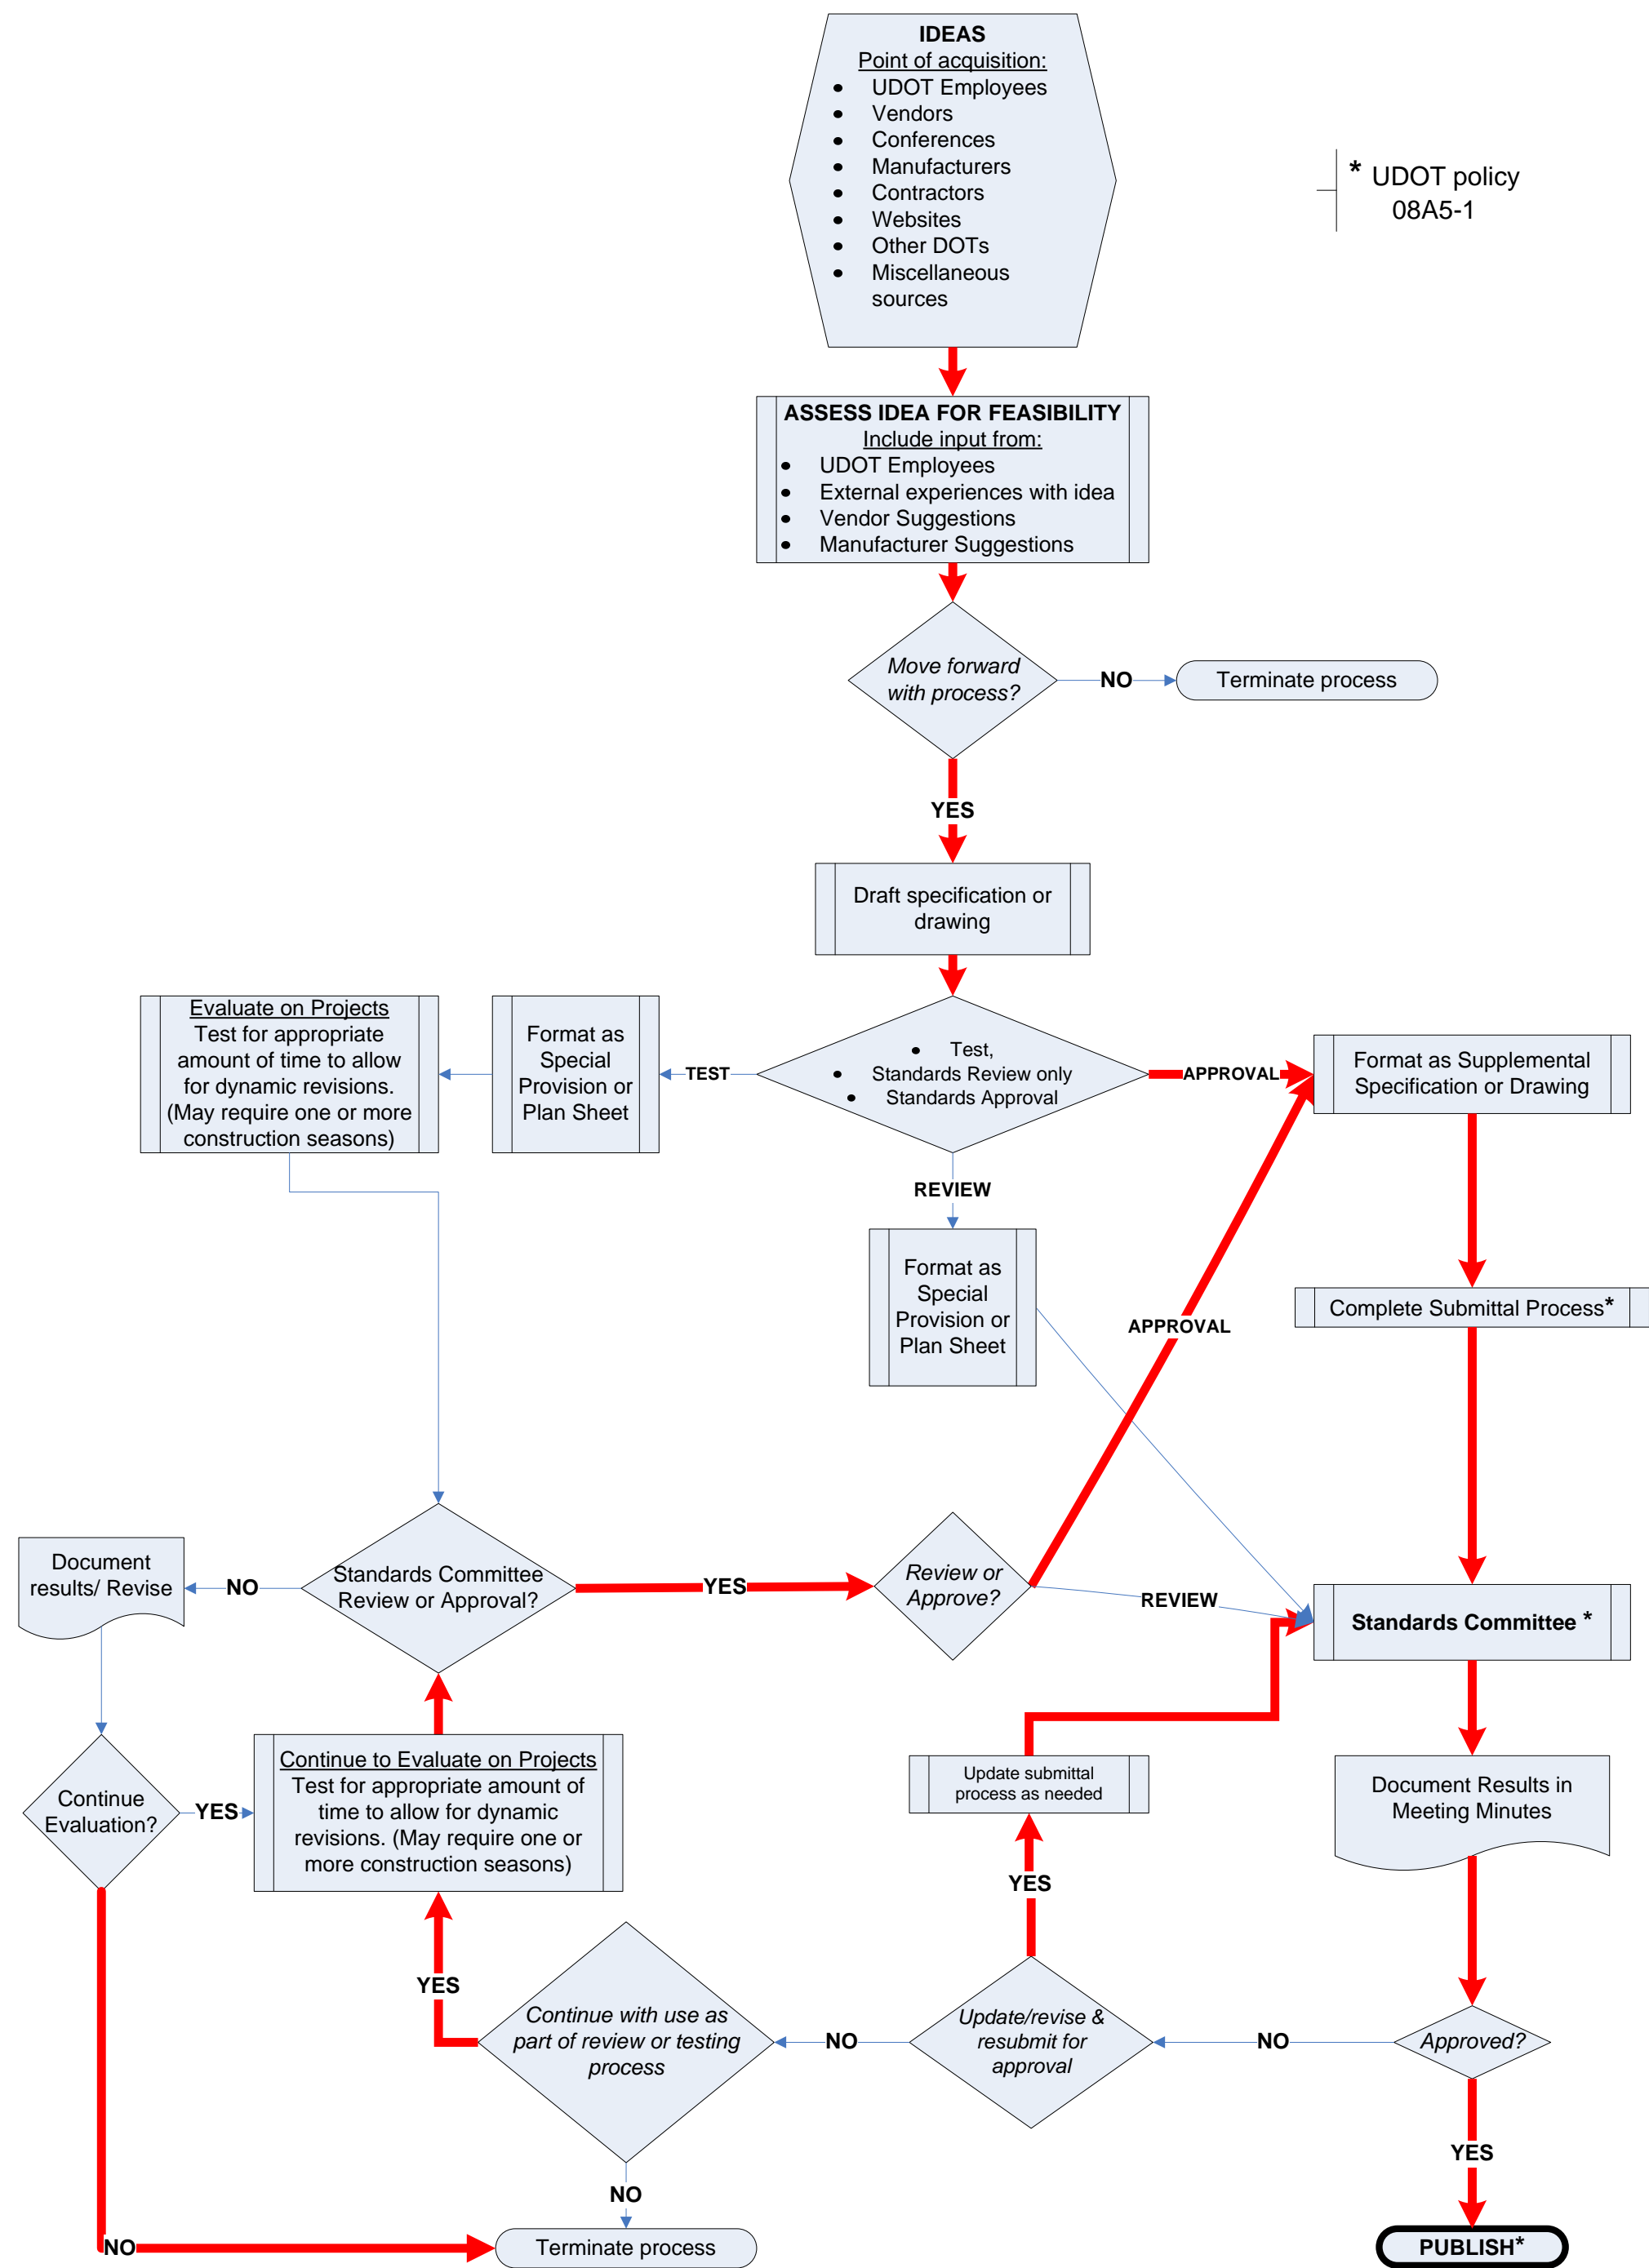 IDEAS
Point of acquisition:
• UDOT Employees
• Vendors
• Conferences
• Manufacturers
• Contractors
• Websites
• Other DOTs
• Miscellaneous
sources
* UDOT policy
08A5-1
ASSESS IDEA FOR FEASIBILITY
Include input from:
• UDOT Employees
• External experiences with idea
• Vendor Suggestions
• Manufacturer Suggestions
Move forward
with process?
NO
Terminate process
YES
Draft specification or
drawing
Evaluate on Projects
Test for appropriate
amount of time to allow
for dynamic revisions.
(May require one or more
construction seasons)
Format as
Special
Provision or
Plan Sheet
TEST
• Test,
• Standards Review only
• Standards Approval
APPROVAL
Format as Supplemental
Specification or Drawing
REVIEW
Format as
Special
Provision or
Plan Sheet
APPROVAL
Complete Submittal Process*
Document
results/ Revise
NO
Standards Committee
Review or Approval?
YES
Review or
Approve?
REVIEW
Standards Committee *
Continue
Evaluation?
YES
Continue to Evaluate on Projects
Test for appropriate amount of
time to allow for dynamic
revisions. (May require one or
more construction seasons)
Update submittal
process as needed
Document Results in
Meeting Minutes
YES
YES
Continue with use as
part of review or testing
process
NO
Update/revise &
resubmit for
approval
NO
Approved?
YES
NO
NO
Terminate process
PUBLISH*